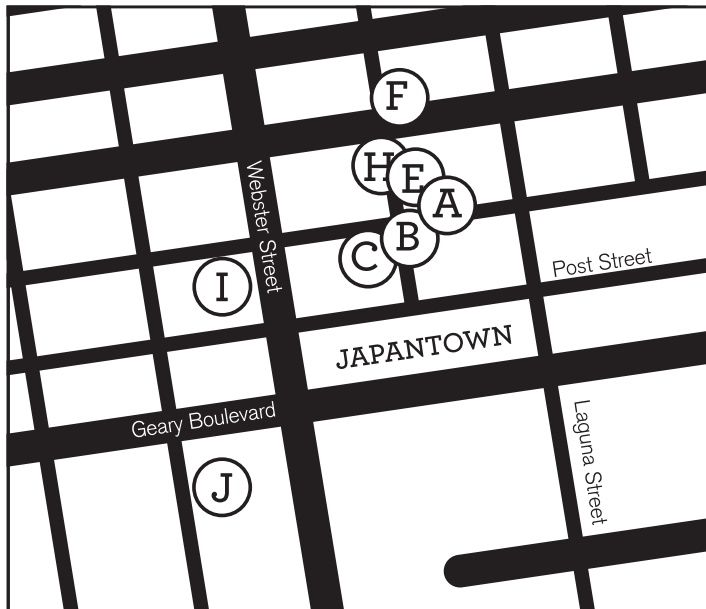 F
H
E
A
B
C
I
Webster Street
Post Street
JAPANTOWN
Geary Boulevard
Laguna Street
J